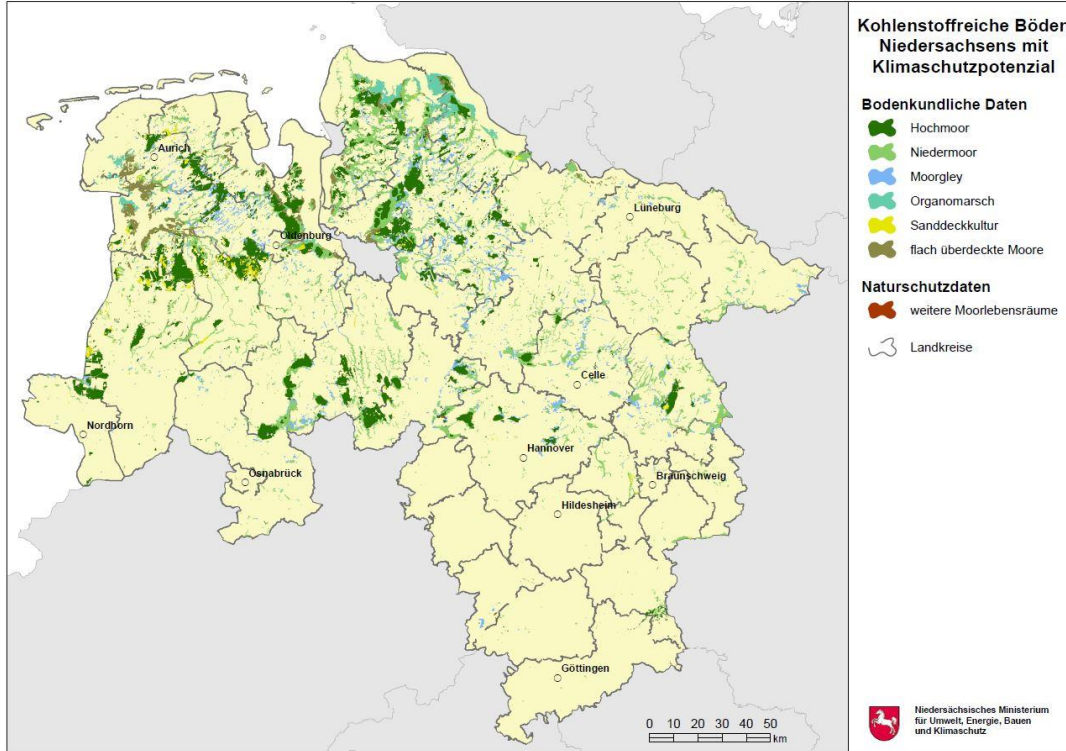 Kohlenstoffreiche Böden
Niedersachsens mit
Klimaschutzpotenzial
Bodenkundliche Daten
Hochmoor
Niedermoor
Moorgley
Organomarsch
Sanddeckkultur
flach überdeckte Moore
Naturschutzdaten
weitere Moorlebensräume
Landkreise
Aurich
Oldenburg
Lüneburg
Celle
Nordhorn
Hannover
Osnabrück
Braunschweig
Hildesheim
Göttingen
0 10 20 30 40 50
km
Niedersächsisches Ministerium
für Umwelt, Energie, Bauen
und Klimaschutz